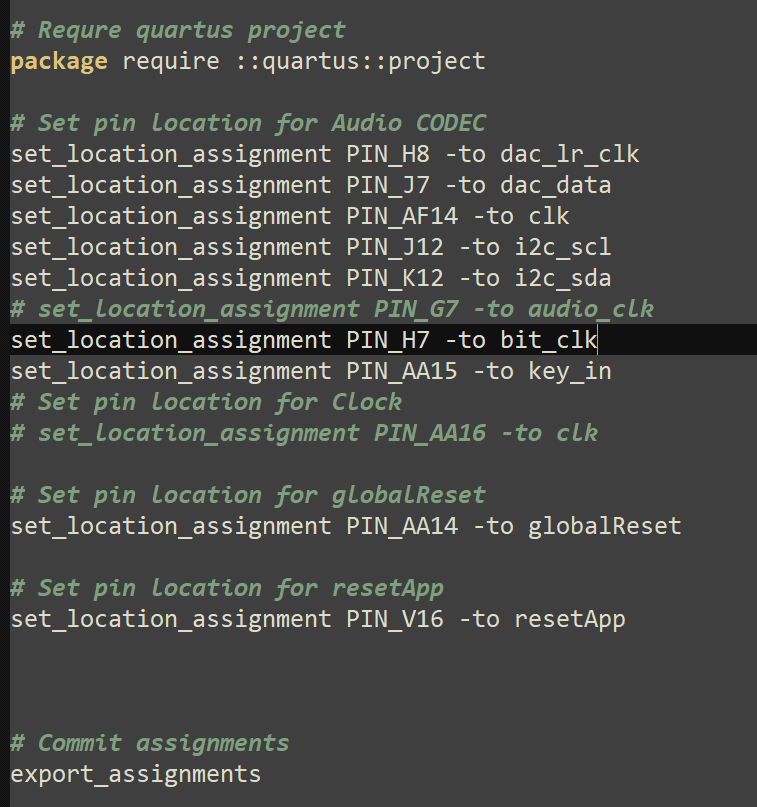 # Requre quartus project
package require ::quartus::project
# Set pin location for Audio CODEC
set_location_assignment PIN_H8 -to dac_lr_clk
set_location_assignment PIN_J7 -to dac_data
set_location_assignment PIN_AF14 -to clk
set_location_assignment PIN_J12 -to i2c_scl
set_location_assignment PIN_K12 -to i2c_sda
# set_location_assignment PIN_G7 -to audio_clk
set_location_assignment PIN_H7 -to bit_clk
set_location_assignment PIN_AA15 -to key_in
# Set pin location for Clock
# set_location_assignment PIN_AA16 -to clk
# Set pin location for globalReset
set_location_assignment PIN_AA14 -to globalReset
# Set pin location for resetApp
set_location_assignment PIN_V16 -to resetApp
# Commit assignments
export_assignments